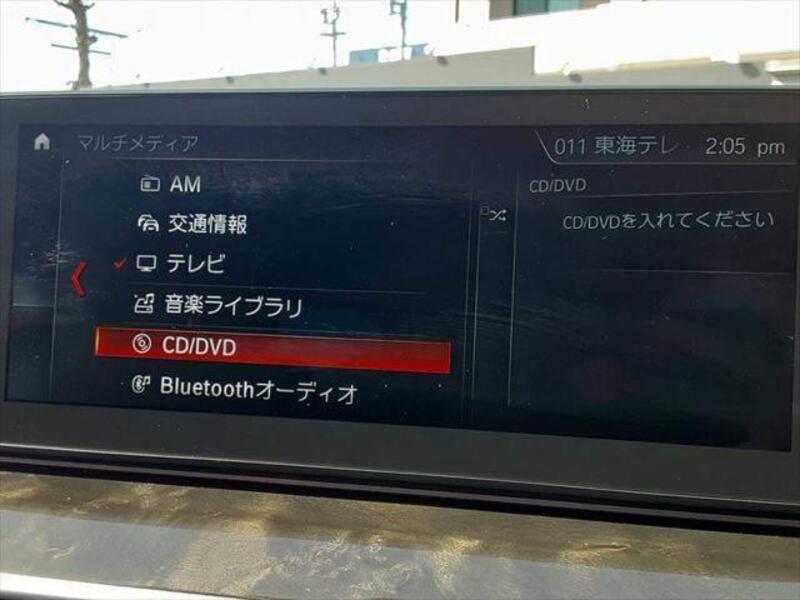 マルチメディア
011 東海テレ 2:05 pm
AM
交通情報
テレビ
音楽ライブラリ
CD/DVD
Bluetoothオーディオ
CD/DVD
CD/DVDを入れてください